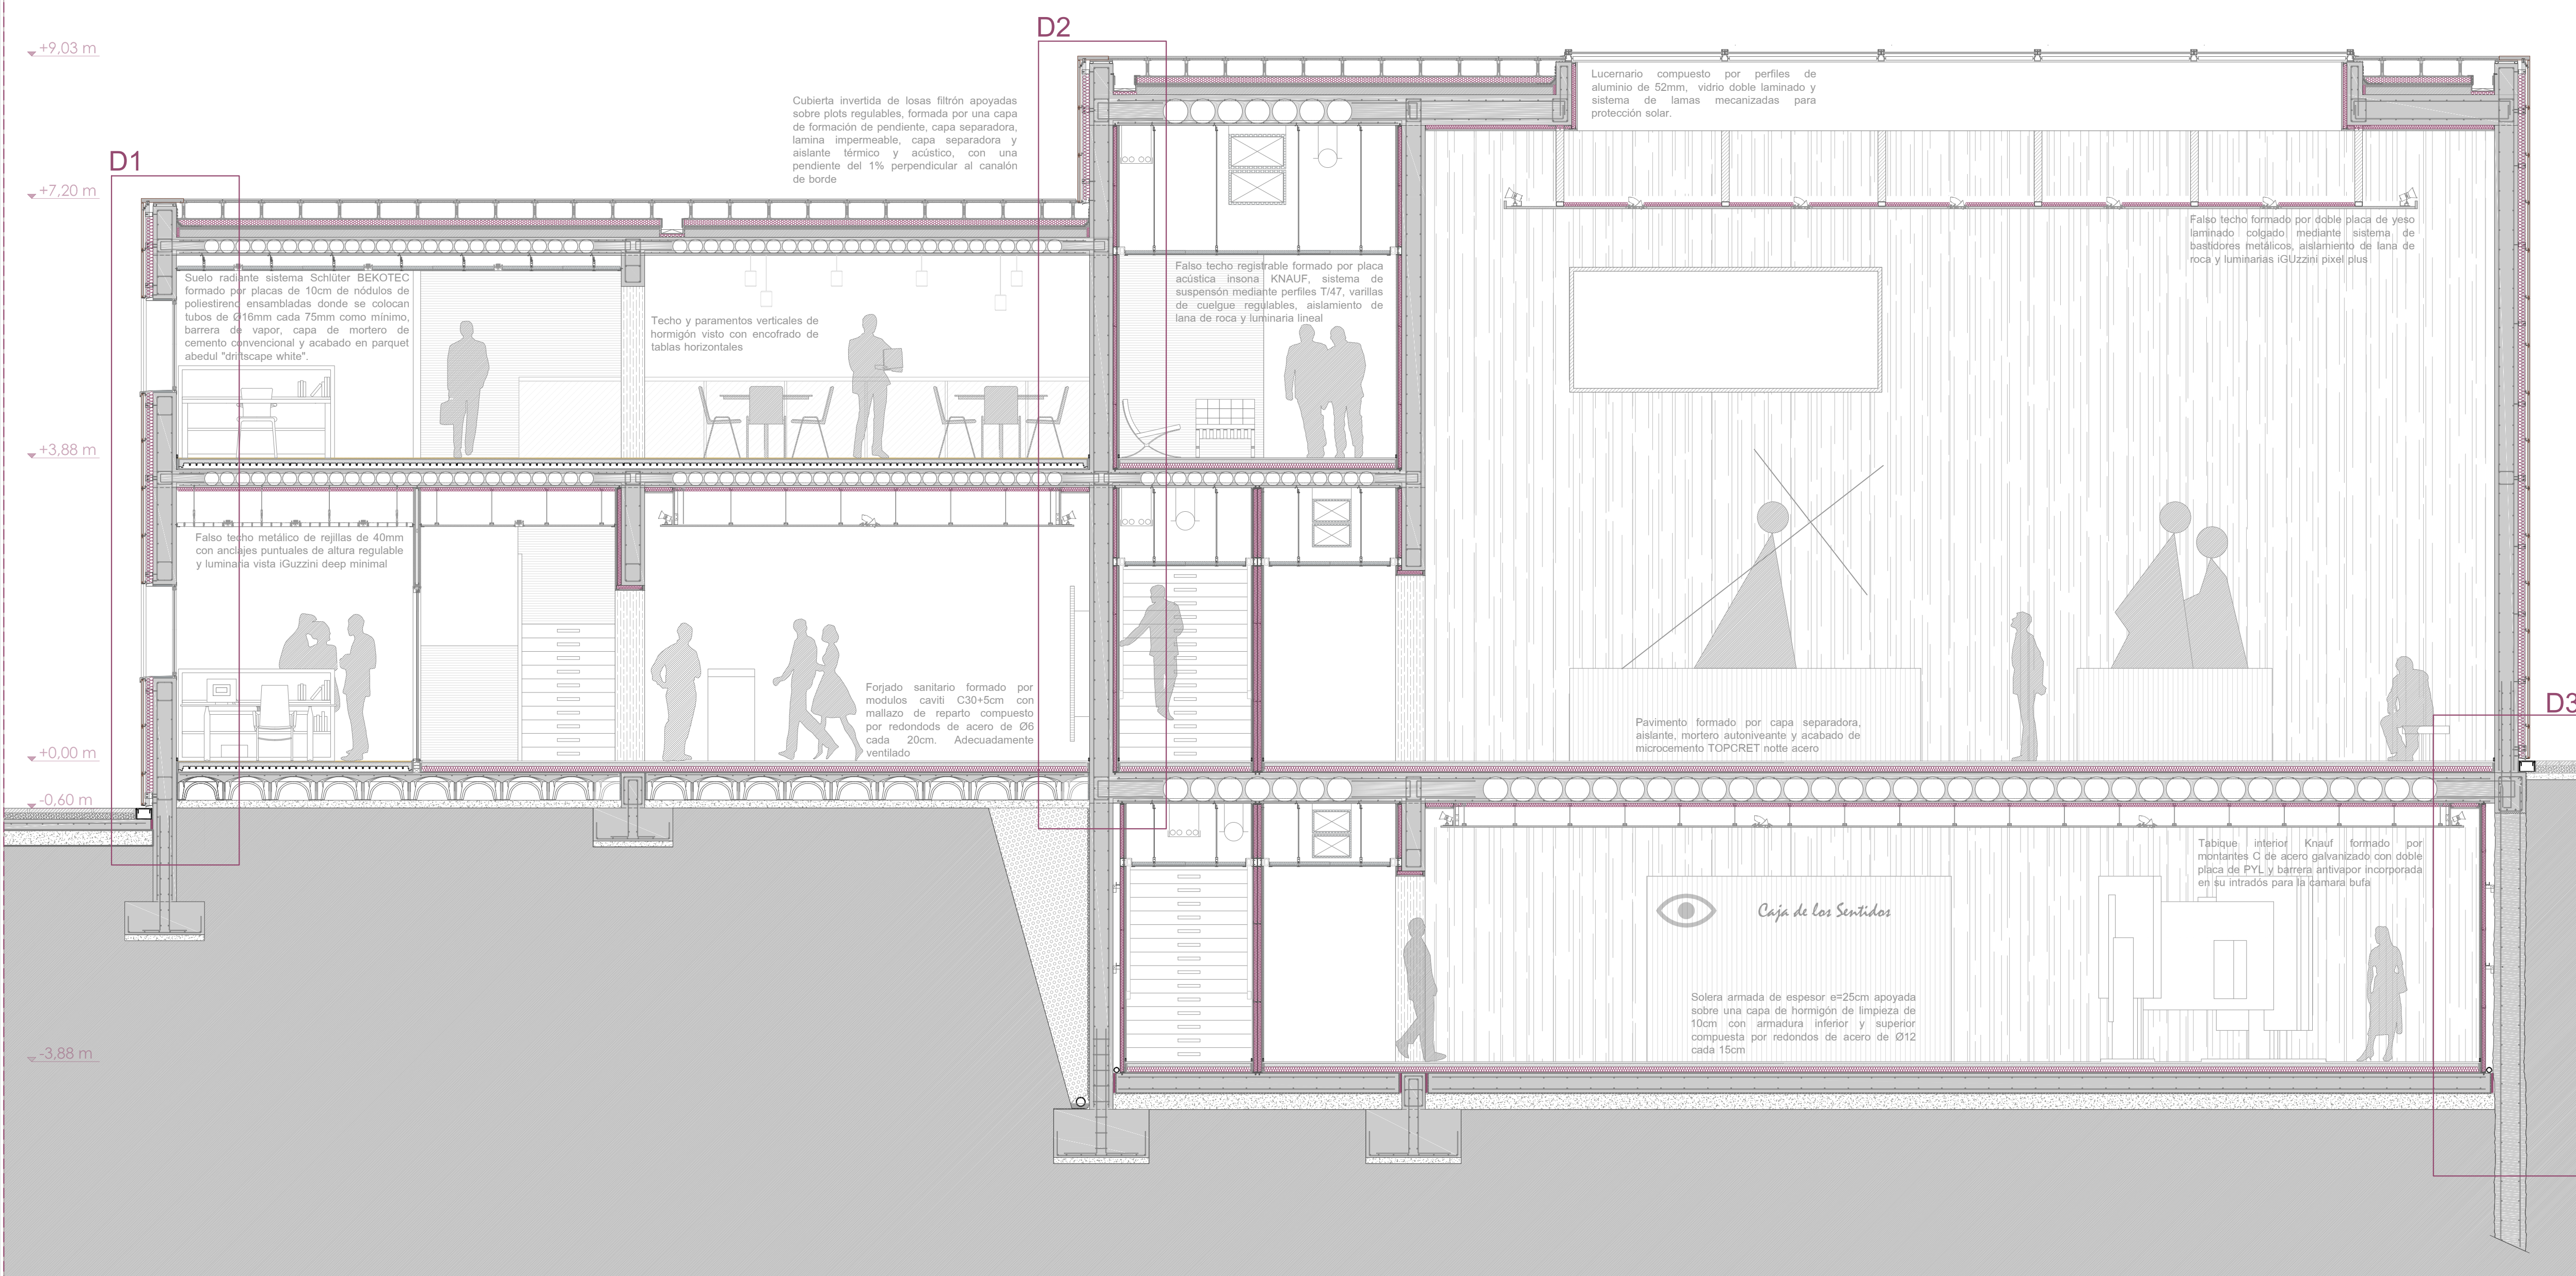 D2
+9,03 m
Lucernario compuesto por perfiles de
aluminio de 52mm, vidrio doble laminado y
sistema de lamas mecanizadas para
protección solar.
Cubierta invertida de losas filtrón apoyadas
sobre plots regulables, formada por una capa
de formación de pendiente, capa separadora,
lamina impermeable, capa separadora y
aislante térmico y acústico, con una
pendiente del 1% perpendicular al canalón
de borde
D1
+7,20 m
Falso techo formado por doble placa de yeso
laminado colgado mediante sistema de
bastidores metálicos, aislamiento de lana de
roca y luminarias iGUzzini pixel plus
Suelo radiante sistema Schlüter BEKOTEC
formado por placas de 10cm de nódulos de
poliestireno ensambladas donde se colocan
tubos de Ø16mm cada 75mm como mínimo,
barrera de vapor, capa de mortero de
cemento convencional y acabado en parquet
abedul "driftscape white".
Techo y paramentos verticales de
hormigón visto con encofrado de
tablas horizontales
Falso techo registrable formado por placa
acústica insona KNAUF, sistema de
suspensón mediante perfiles T/47, varillas
de cuelgue regulables, aislamiento de
lana de roca y luminaria lineal
+3,88 m
Falso techo metálico de rejillas de 40mm
con anclajes puntuales de altura regulable
y luminaria vista iGuzzini deep minimal
Forjado sanitario formado por
modulos caviti C30+5cm con
mallazo de reparto compuesto
por redondods de acero de Ø6
cada 20cm. Adecuadamente
ventilado
D3
Pavimento formado por capa separadora,
aislante, mortero autoniveante y acabado de
microcemento TOPCRET notte acero
+0,00 m
-0,60 m
Tabique interior Knauf formado por
montantes C de acero galvanizado con doble
placa de PYL y barrera antivapor incorporada
en su intradós para la camara bufa
Caja de los Sentidos
Solera armada de espesor e=25cm apoyada
sobre una capa de hormigón de limpieza de
10cm con armadura inferior y superior
compuesta por redondos de acero de Ø12
cada 15cm
-3,88 m